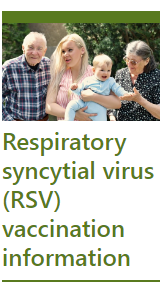 Respiratory
syncytial virus
(RSV)
vaccination
information